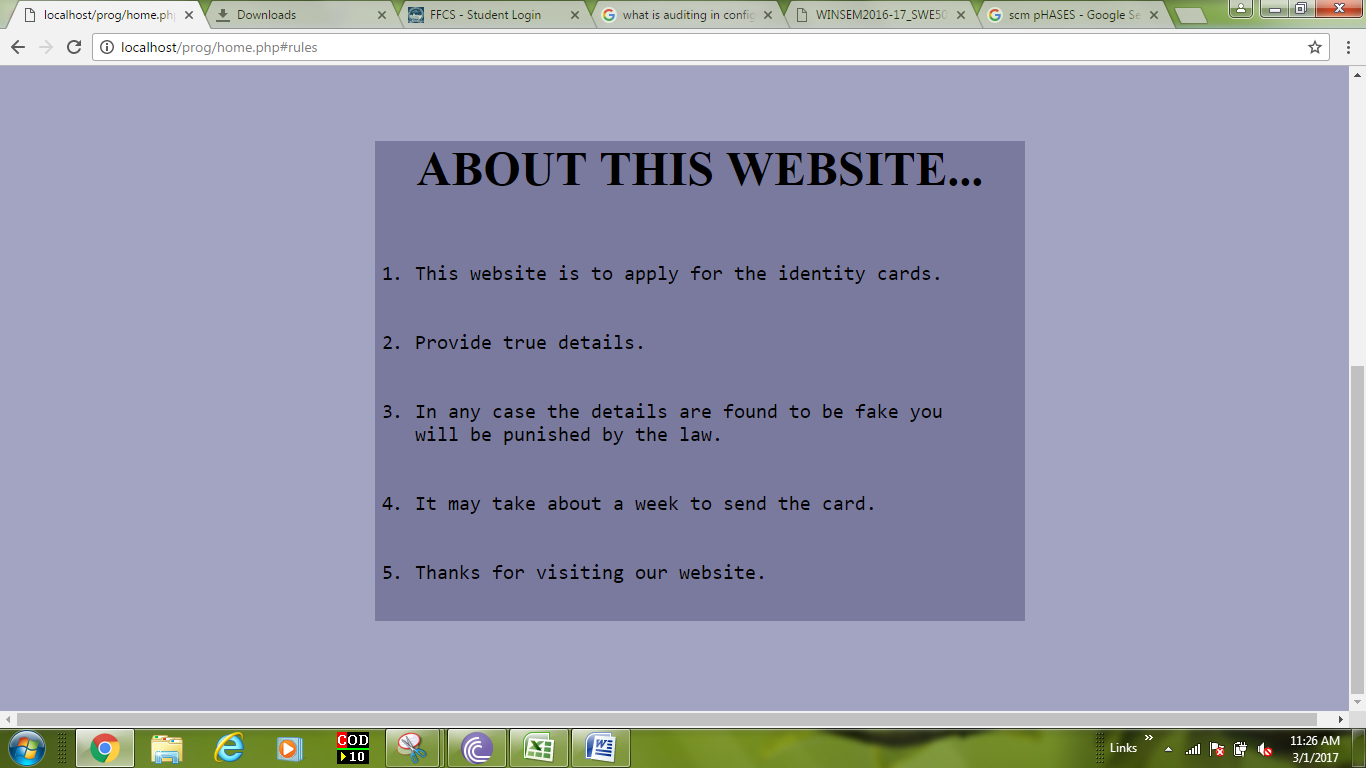 localhost/prog/home.php
Downloads
FFCS - Student Login
what is auditing in config
WINSEM2016-17_SWE50
scm pHASES - Google Se
localhost/prog/home.php#rules
ABOUT THIS WEBSITE...
1. This website is to apply for the identity cards.
2. Provide true details.
3. In any case the details are found to be fake you
will be punished by the law.
4. It may take about a week to send the card.
5. Thanks for visiting our website.
COD
10
Links
11:26 AM
3/1/2017